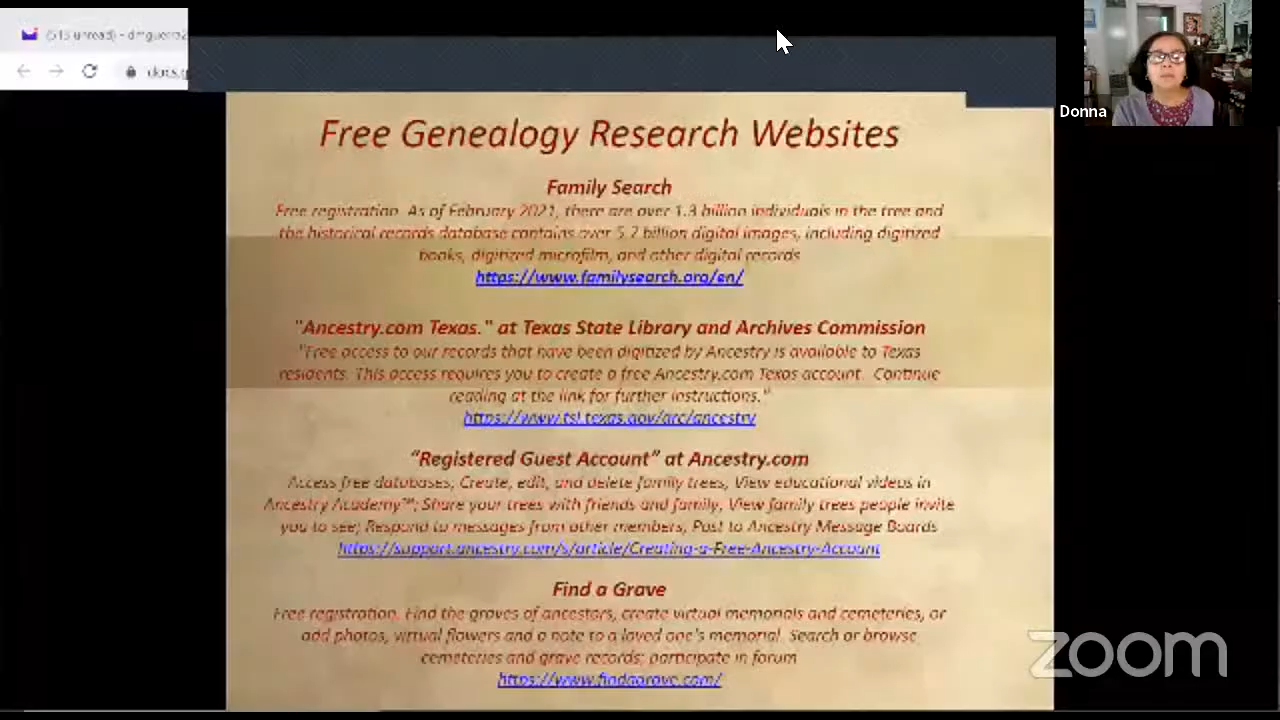 (515 unread) - dmguerra2
docs.g
Donna
Free Genealogy Research Websites
Family Search
Free registration. As of February 2021, there are over 1.3 billion individuals in the tree and
the historical records database contains over 5.7 billion digital images, including digitized
books, digitized microfilm, and other digital records
https://www.familysearch.org/en/
"Ancestry.com Texas." at Texas State Library and Archives Commission
"Free access to our records that have been digitized by Ancestry is available to Texas
residents. This access requires you to create a free Ancestry.com Texas account. Continue
reading at the link for further instructions."
https://www.tsl.texas.gov/arc/ancestry
“Registered Guest Account” at Ancestry.com
Access free databases, Create, edit, and delete family trees, View educational videos in
Ancestry Academy™; Share your trees with friends and family, View family trees people invite
you to see; Respond to messages from other members, Post to Ancestry Message Boards
https://support.ancestry.com/s/article/Creating-a-Free-Ancestry-Account
Find a Grave
Free registration. Find the graves of ancestors, create virtual memorials and cemeteries, or
add photos, virtual flowers and a note to a loved one's memorial. Search or browse
cemeteries and grave records; participate in forum
https://www.findagrave.com/
zoom